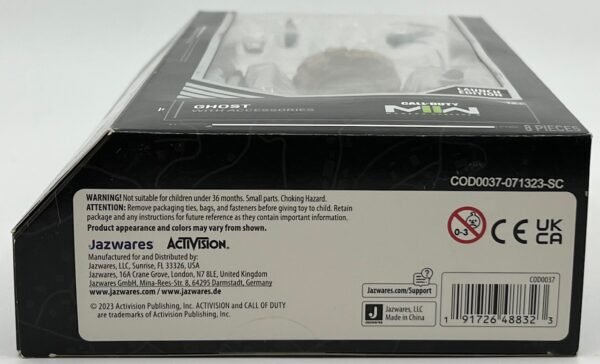 LAUNCH
EDITION
GHOST
WITH ACCESSORIES
CALL·DUTY
MWII
8 PIECES
COD0037-071323-SC
WARNING! Not suitable for children under 36 months. Small parts. Choking Hazard.
ATTENTION: Remove packaging ties, bags, and fasteners before giving toy to child. Retain
package and any instructions for future reference as they contain important information.
Product appearance and colors may vary from shown.
Jazwares ACTIVISION.
Manufactured for and Distributed by:
Jazwares, LLC, Sunrise, FL 33326, USA
Jazwares, 16A Crane Grove, London, N7 8LE, United Kingdom
Jazwares GmbH, Mina-Rees-Str. 8, 64295 Darmstadt, Germany
www.jazwares.com / www.jazwares.de
© 2023 Activision Publishing, Inc. ACTIVISION and CALL OF DUTY
are trademarks of Activision Publishing, Inc.
0-3
CE
UK
CA
?
Jazwares.com/Support
J
JAZWARES
Jazwares, LLC
Made in China
COD0037
1 91726 48832 3